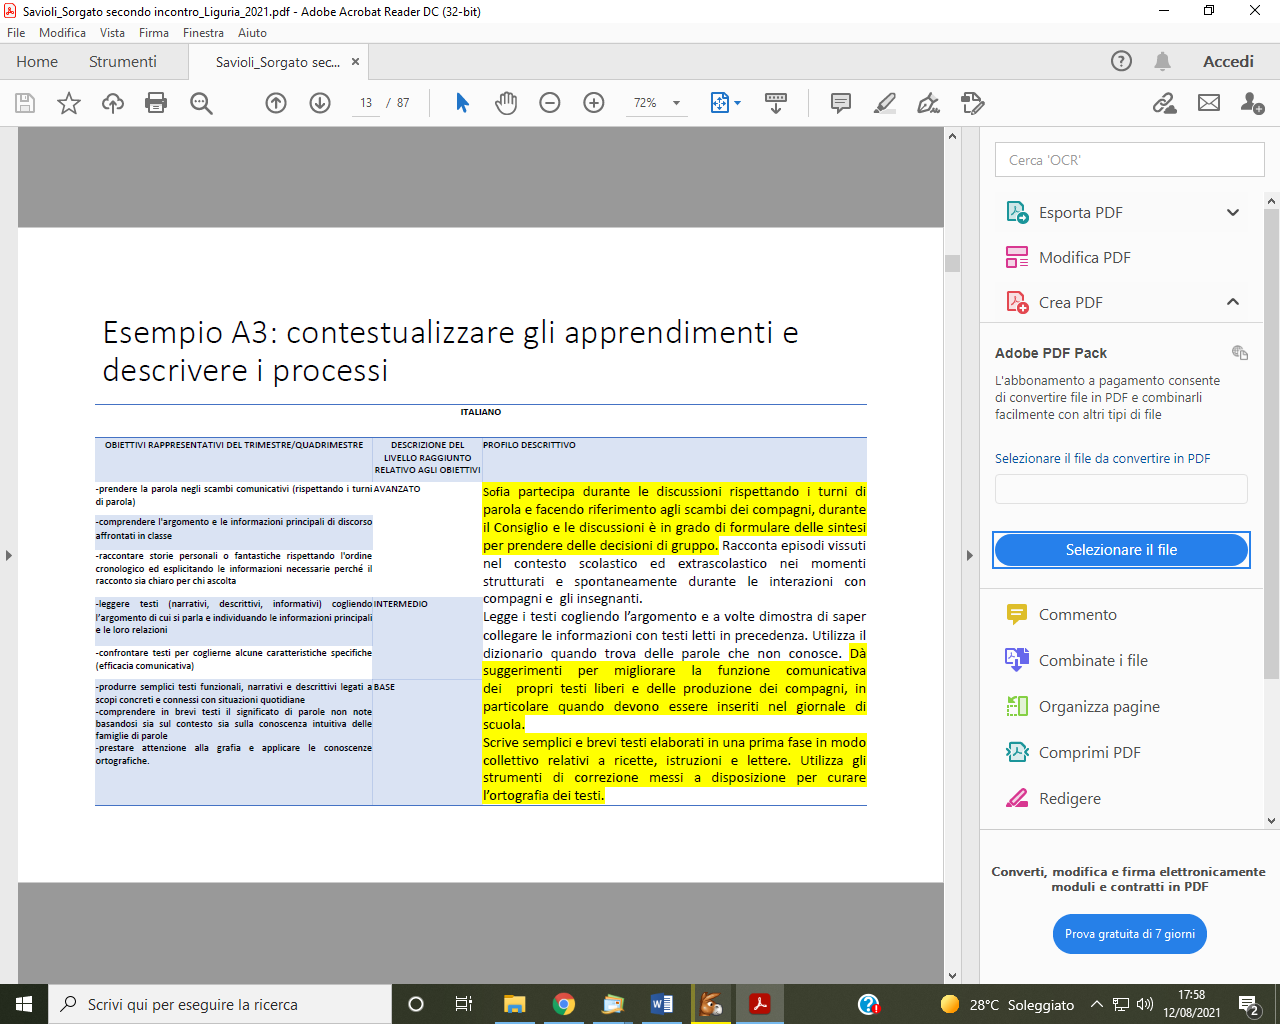 Savioli_Sorgato secondo incontro_Liguria_2021.pdf - Adobe Acrobat Reader DC (32-bit)
File Modifica Vista Firma Finestra Aiuto
Home Strumenti Savioli_Sorgato sec... × Accedi
13 / 87 72%
Cerca 'OCR'
Esporta PDF
Modifica PDF
Crea PDF
Adobe PDF Pack
L'abbonamento a pagamento consente
di convertire file in PDF e combinarli
facilmente con altri tipi di file
Selezionare il file da convertire in PDF
Selezionare il file
Commento
Combinate i file
Organizza pagine
Comprimi PDF
Redigere
Converti, modifica e firma elettronicamente
moduli e contratti in PDF
Prova gratuita di 7 giorni
Esempio A3: contestualizzare gli apprendimenti e
descrivere i processi
ITALIANO
OBIETTIVI RAPPRESENTATIVI DEL TRIMESTRE/QUADRIMESTRE
DESCRIZIONE DEL
LIVELLO RAGGIUNTO
RELATIVO AGLI OBIETTIVI
PROFILO DESCRITTIVO
-prendere la parola negli scambi comunicativi (rispettando i turni
di parola)
-comprendere l'argomento e le informazioni principali di discorso
affrontati in classe
-raccontare storie personali o fantastiche rispettando l'ordine
cronologico ed esplicitando le informazioni necessarie perché il
racconto sia chiaro per chi ascolta
AVANZATO
-leggere testi (narrativi, descrittivi, informativi) cogliendo
l'argomento di cui si parla e individuando le informazioni principali
e le loro relazioni
-confrontare testi per coglierne alcune caratteristiche specifiche
(efficacia comunicativa)
INTERMEDIO
-produrre semplici testi funzionali, narrativi e descrittivi legati a
scopi concreti e connessi con situazioni quotidiane
-comprendere in brevi testi il significato di parole non note
basandosi sia sul contesto sia sulla conoscenza intuitiva delle
famiglie di parole
-prestare attenzione alla grafia e applicare le conoscenze
ortografiche.
BASE
Sofia partecipa durante le discussioni rispettando i turni di
parola e facendo riferimento agli scambi dei compagni, durante
il Consiglio e le discussioni è in grado di formulare delle sintesi
per prendere delle decisioni di gruppo. Racconta episodi vissuti
nel contesto scolastico ed extrascolastico nei momenti
strutturati e spontaneamente durante le interazioni con
compagni e gli insegnanti.
Legge i testi cogliendo l'argomento e a volte dimostra di saper
collegare le informazioni con testi letti in precedenza. Utilizza il
dizionario quando trova delle parole che non conosce. Dà
suggerimenti per migliorare la funzione comunicativa
dei propri testi liberi e delle produzione dei compagni, in
particolare quando devono essere inseriti nel giornale di
scuola.
Scrive semplici e brevi testi elaborati in una prima fase in modo
collettivo relativi a ricette, istruzioni e lettere. Utilizza gli
strumenti di correzione messi a disposizione per curare
l'ortografia dei testi.
Scrivi qui per eseguire la ricerca
28°C Soleggiato
17:58
12/08/2021
2